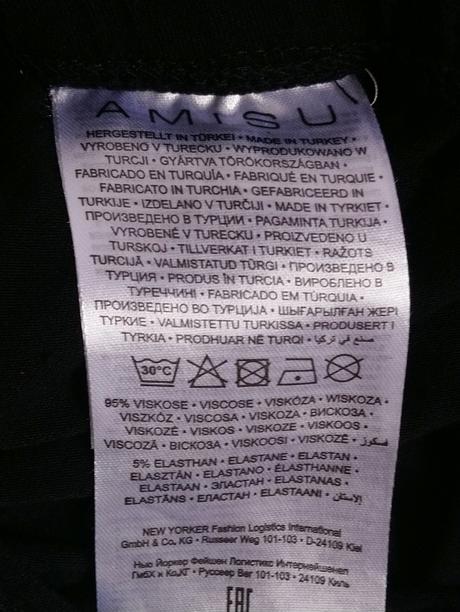 AMISU
HERGESTELLT IN TÜRKEI • MADE IN TURKEY •
VYROBENO V TURECKU • WYPRODUKOWANO W
TURCJI • GYÁRTVA TÖRÖKORSZÁGBAN •
FABRICADO EN TURQUÍA • FABRIQUÉ EN TURQUIE •
FABRICATO IN TURCHIA • GEFABRICEERD IN
TURKIJE • IZDELANO V TURČIJI • MADE IN TYRKIET •
ПРОИЗВЕДЕНО В ТУРЦИИ • PAGAMINTA TURKIJA •
VYROBENÉ V TURECKU • PROIZVEDENO U
TURSKOJ • TILLVERKAT I TURKIET • RAŽOTS
TURCIJĀ • VALMISTATUD TÜRGI • ПРОИЗВЕДЕНО В
ТУРЦИЯ • PRODUS ÎN TURCIA • ВИРОБЛЕНО В
ТУРЕЧЧИНІ • FABRICADO EM TÚRQUIA •
ПРОИЗВЕДЕНО ВО ТУРЦИЈА • ШЫҒАРЫЛҒАН ЖЕРІ
ТҮРКИЕ • VALMISTETTU TURKISSA • PRODUSERT I
TYRKIA • PRODHUAR NË TURQI • صنع في تركيا
30°C
95% VISKOSE • VISCOSE • VISKÓZA • WISKOZA •
VISZKÓZ • VISCOSA • VISKOZA • ВИСКОЗА •
VISKOZĖ • VISKOS • VISKOZE • VISKOOS •
VISCOZĂ • ВІСКОЗА • VISKOOSI • VISKOZË • فسكوز
5% ELASTHAN • ELASTANE • ELASTAN •
ELASZTÁN • ELASTANO • ÉLASTHANNE •
ELASTAAN • ЭЛАСТАН • ELASTANAS •
ELASTĀNS • ЕЛАСТАН • ELASTAANI • الإستان
NEW YORKER Fashion Logistics International
GmbH & Co. KG • Russeer Weg 101-103 • D-24109 Kiel
Нью Йоркер Фейшен Логистикс Интернейшенел
ГмбХ и Ко.КГ • Руссеер Вег 101-103 • 24109 Киль
EAC